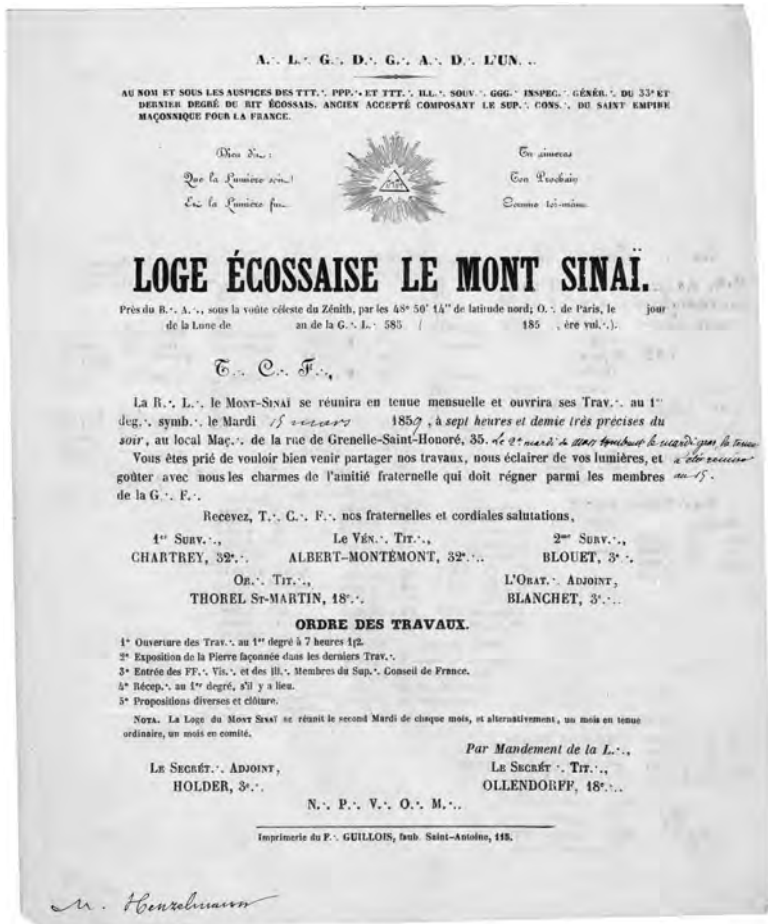 A∴ L∴ G∴ D∴ G∴ A∴ D∴ L'UN∴
AU NOM ET SOUS LES AUSPICES DES TTT∴ PPP∴ ET TTT∴ ILL∴ SOUV∴ GGG∴ INSPEC∴ GÉNÉR∴ DU 33e ET
DERNIER DEGRÉ DU RIT ÉCOSSAIS. ANCIEN ACCEPTÉ COMPOSANT LE SUP∴ CONS∴ DU SAINT EMPIRE
MAÇONNIQUE POUR LA FRANCE.
Dieu dit :
Que la Lumière soit !
Et la Lumière fut.
Tu aimeras
Ton Prochain
Comme toi-même.
LOGE ÉCOSSAISE LE MONT SINAÏ.
Près du B∴ A∴, sous la voûte céleste du Zénith, par les 48° 50' 14" de latitude nord; O∴ de Paris, le jour
de la Lune de an de la G∴ L∴ 585 ( 185 , ère vul∴).
T∴ C∴ F∴,
La R∴ L∴ le MONT-SINAÏ se réunira en tenue mensuelle et ouvrira ses Trav∴ au 1er
deg∴ symb∴ le Mardi 15 mars 1859, à sept heures et demie très précises du
soir, au local Maç∴ de la rue de Grenelle-Saint-Honoré, 35. Le 2e mardi de mars tombant le mardi gras, la tenue
Vous êtes prié de vouloir bien venir partager nos travaux, nous éclairer de vos lumières, et a été remise
goûter avec nous les charmes de l'amitié fraternelle qui doit régner parmi les membres au 15.
de la G∴ F∴
Recevez, T∴ C∴ F∴ nos fraternelles et cordiales salutations,
1er SURV∴, LE VÉN∴ TIT∴, 2me SURV∴,
CHARTREY, 32e∴ ALBERT-MONTÉMONT, 32e∴ BLOUET, 3e∴
OR∴ TIT∴, L'ORAT∴ ADJOINT,
THOREL St-MARTIN, 18e∴ BLANCHET, 3e∴
ORDRE DES TRAVAUX.
1° Ouverture des Trav∴ au 1er degré à 7 heures 1/2.
2° Exposition de la Pierre façonnée dans les derniers Trav∴
3° Entrée des FF∴ Vis∴ et des Ill∴ Membres du Sup∴ Conseil de France.
4° Récep∴ au 1er degré, s'il y a lieu.
5° Propositions diverses et clôture.
NOTA. La Loge du MONT SINAÏ se réunit le second Mardi de chaque mois, et alternativement, un mois en tenue
ordinaire, un mois en comité.
Par Mandement de la L∴,
LE SECRÉT∴ ADJOINT, LE SECRÉT∴ TIT∴,
HOLDER, 3e∴ OLLENDORFF, 18e∴
N∴ P∴ V∴ O∴ M∴
Imprimerie du F∴ GUILLOIS, faub. Saint-Antoine, 115.
M. Henzelmann